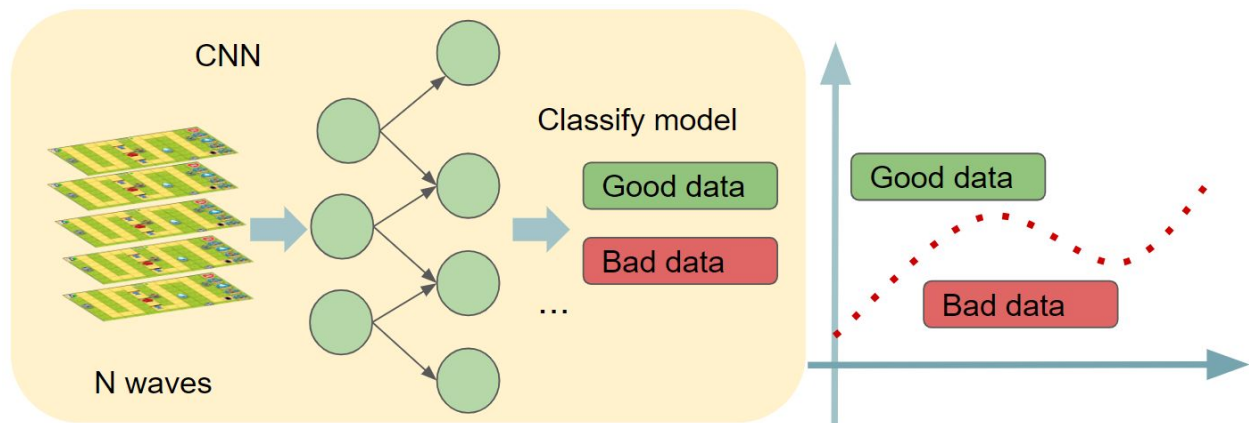 CNN
Classify model
Good data
Bad data
...
N waves
Good data
Bad data